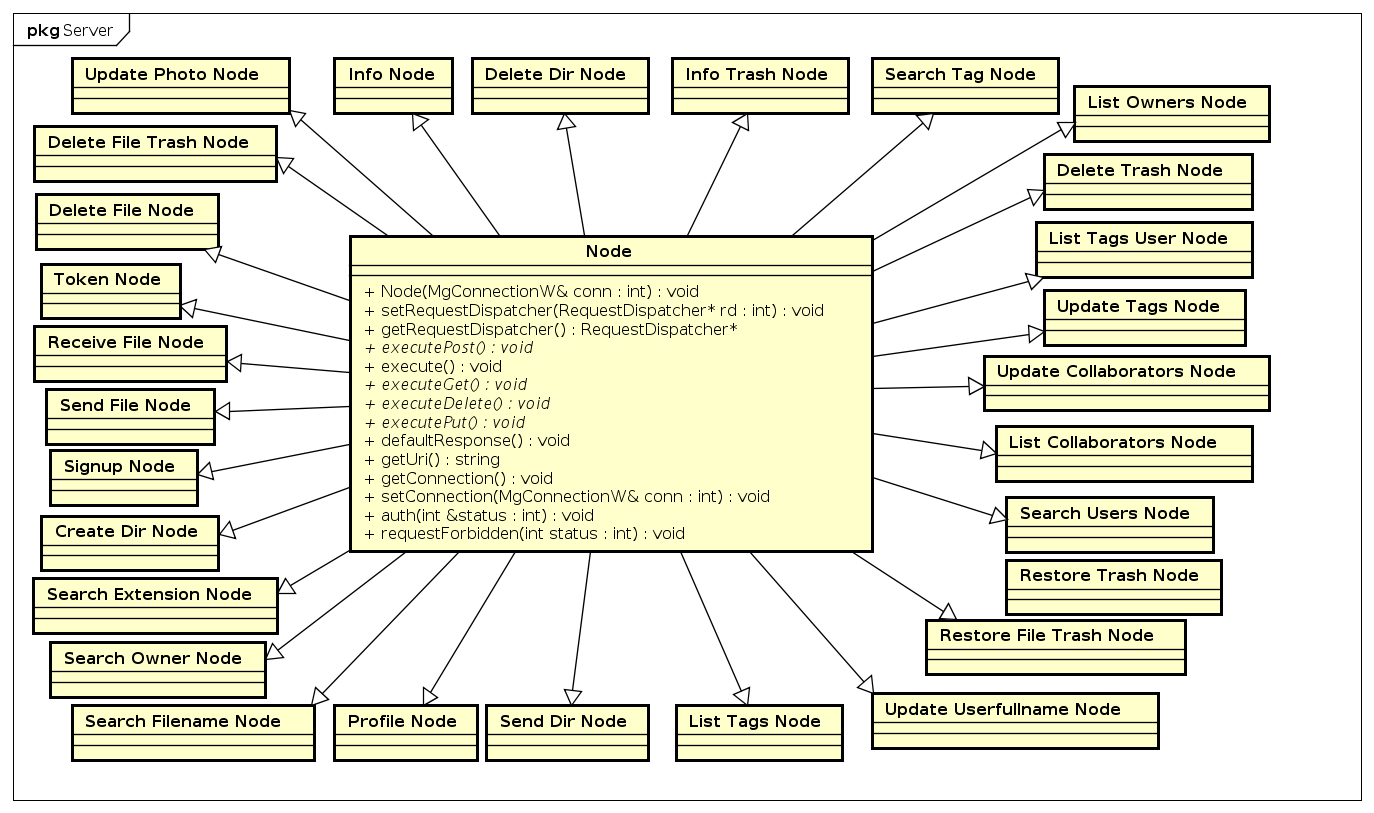 pkg Server
Update Photo Node
Info Node
Delete Dir Node
Info Trash Node
Search Tag Node
List Owners Node
Delete File Trash Node
Delete Trash Node
Delete File Node
List Tags User Node
Token Node
Update Tags Node
Receive File Node
Update Collaborators Node
Send File Node
List Collaborators Node
Signup Node
Search Users Node
Create Dir Node
Restore Trash Node
Search Extension Node
Restore File Trash Node
Search Owner Node
Update Userfullname Node
Search Filename Node
Profile Node
Send Dir Node
List Tags Node
Node
+ Node(MgConnectionW& conn : int) : void
+ setRequestDispatcher(RequestDispatcher* rd : int) : void
+ getRequestDispatcher() : RequestDispatcher*
+ executePost() : void
+ execute() : void
+ executeGet() : void
+ executeDelete() : void
+ executePut() : void
+ defaultResponse() : void
+ getUri() : string
+ getConnection() : void
+ setConnection(MgConnectionW& conn : int) : void
+ auth(int &status : int) : void
+ requestForbidden(int status : int) : void